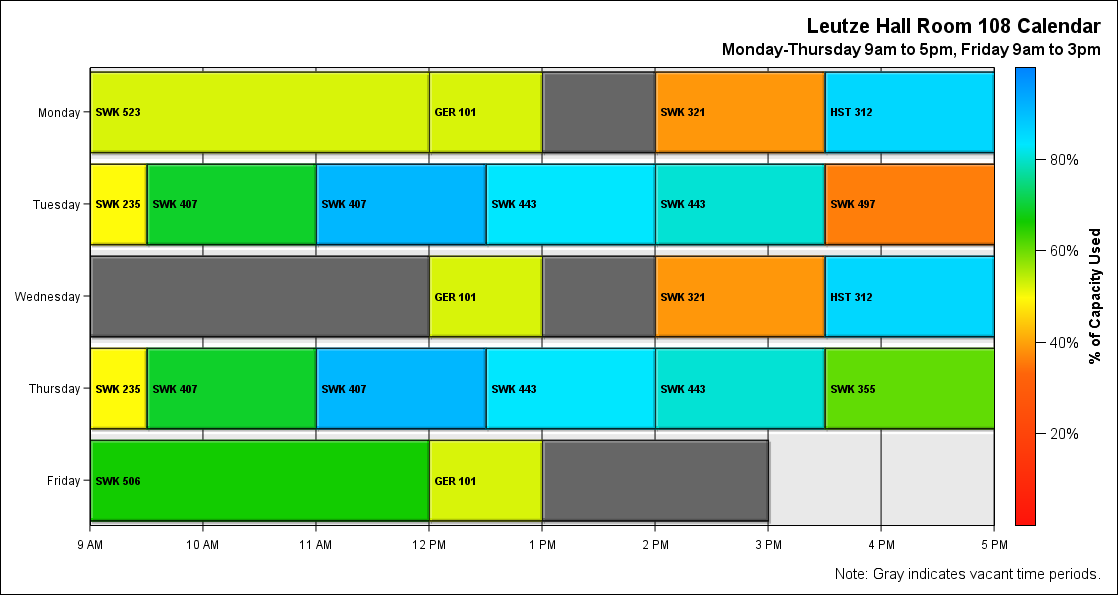 Leutze Hall Room 108 Calendar
Monday-Thursday 9am to 5pm, Friday 9am to 3pm
Monday
SWK 523
GER 101
SWK 321
HST 312
Tuesday
SWK 235
SWK 407
SWK 407
SWK 443
SWK 443
SWK 497
Wednesday
GER 101
SWK 321
HST 312
Thursday
SWK 235
SWK 407
SWK 407
SWK 443
SWK 443
SWK 355
Friday
SWK 506
GER 101
9 AM
10 AM
11 AM
12 PM
1 PM
2 PM
3 PM
4 PM
5 PM
80%
60%
40%
20%
% of Capacity Used
Note: Gray indicates vacant time periods.